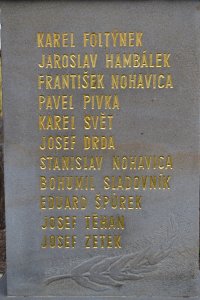 KAREL FOLTÝNEK
JAROSLAV HAMBÁLEK
FRANTIŠEK NOHAVICA
PAVEL PIVKA
KAREL SVĚT
JOSEF DRDA
STANISLAV NOHAVICA
BOHUMIL SLÁDOVNÍK
EDUARD ŠPŮREK
JOSEF TĚHAN
JOSEF ZETEK